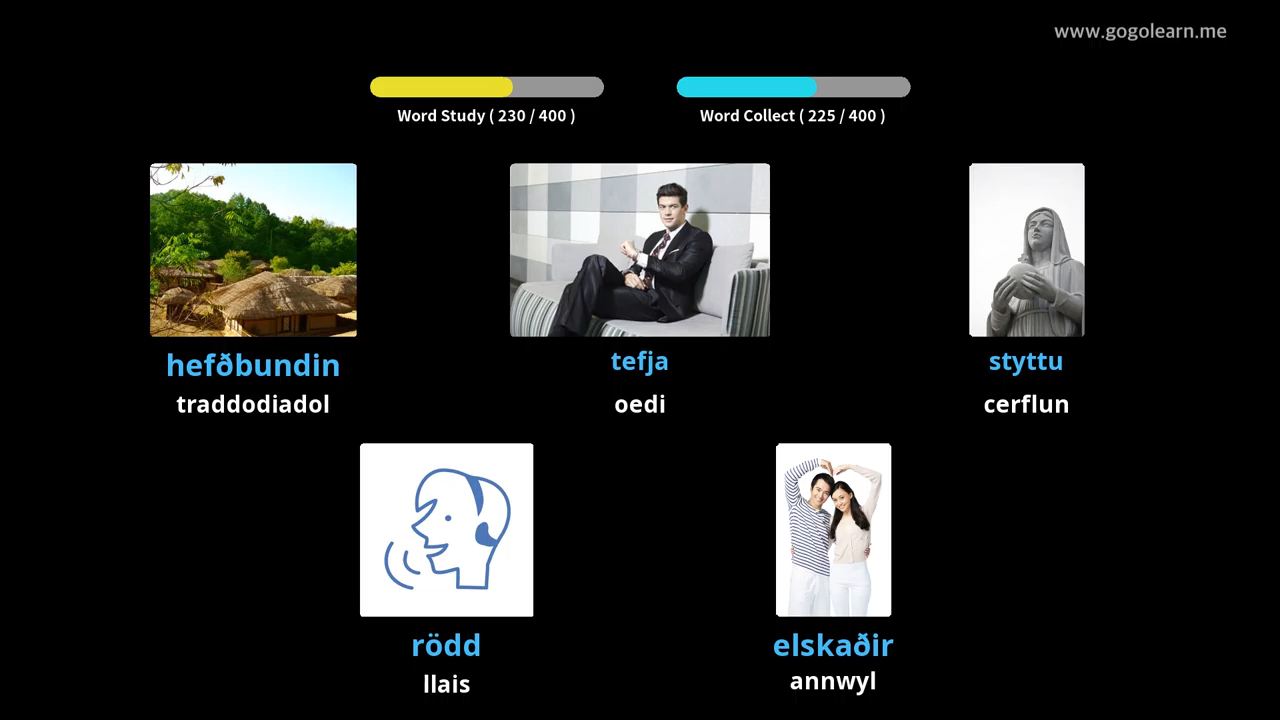 www.gogolearn.me
Word Study ( 230 / 400 )
Word Collect ( 225 / 400 )
hefðbundin
traddodiadol
tefja
oedi
styttu
cerflun
rödd
llais
elskaðir
annwyl